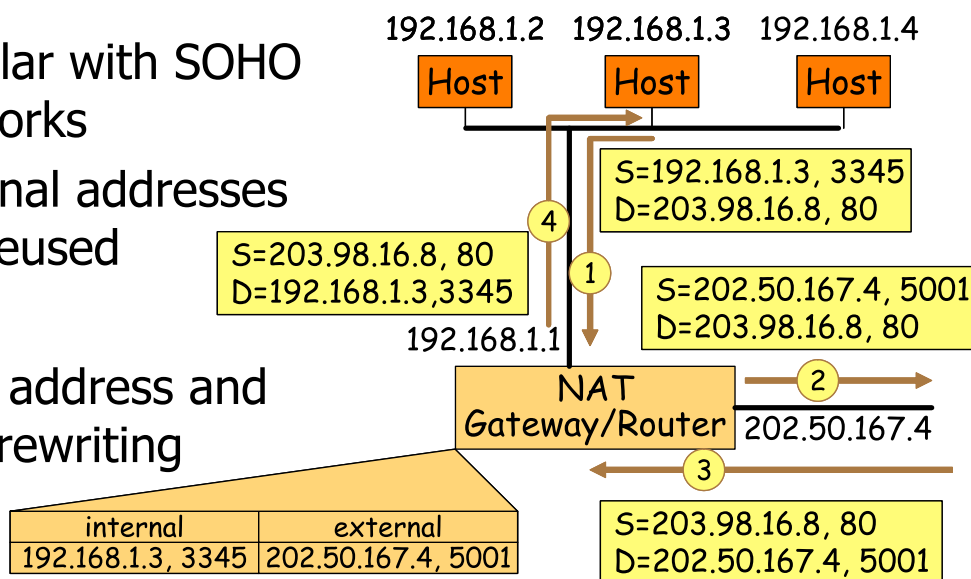 lar with SOHO
orks
nal addresses
eused
address and
rewriting
192.168.1.2 192.168.1.3 192.168.1.4
Host Host Host
S=192.168.1.3, 3345
D=203.98.16.8, 80
4
S=203.98.16.8, 80
D=192.168.1.3,3345
1
S=202.50.167.4, 5001
D=203.98.16.8, 80
192.168.1.1
NAT
Gateway/Router
2
202.50.167.4
3
internal external
192.168.1.3, 3345 202.50.167.4, 5001
S=203.98.16.8, 80
D=202.50.167.4, 5001